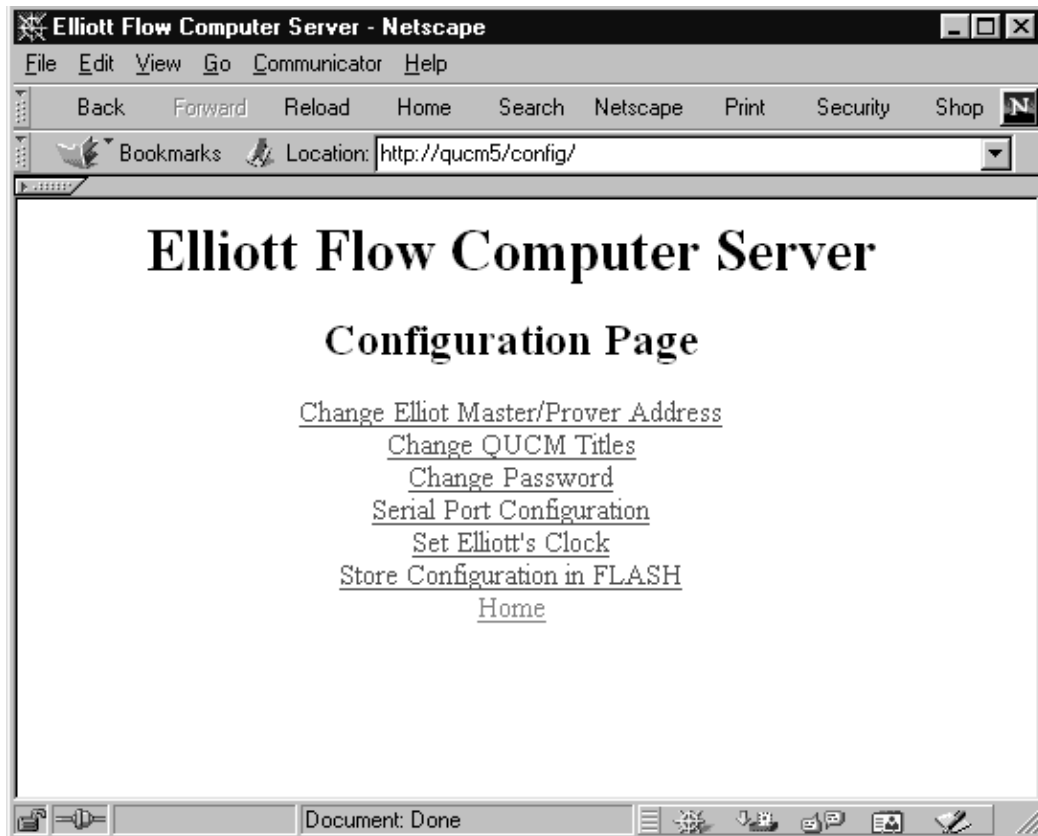 Elliott Flow Computer Server - Netscape
File Edit View Go Communicator Help
Back Forward Reload Home Search Netscape Print Security Shop N
Bookmarks Location: http://qucm5/config/
Elliott Flow Computer Server
Configuration Page
Change Elliot Master/Prover Address
Change QUCM Titles
Change Password
Serial Port Configuration
Set Elliott's Clock
Store Configuration in FLASH
Home
Document: Done